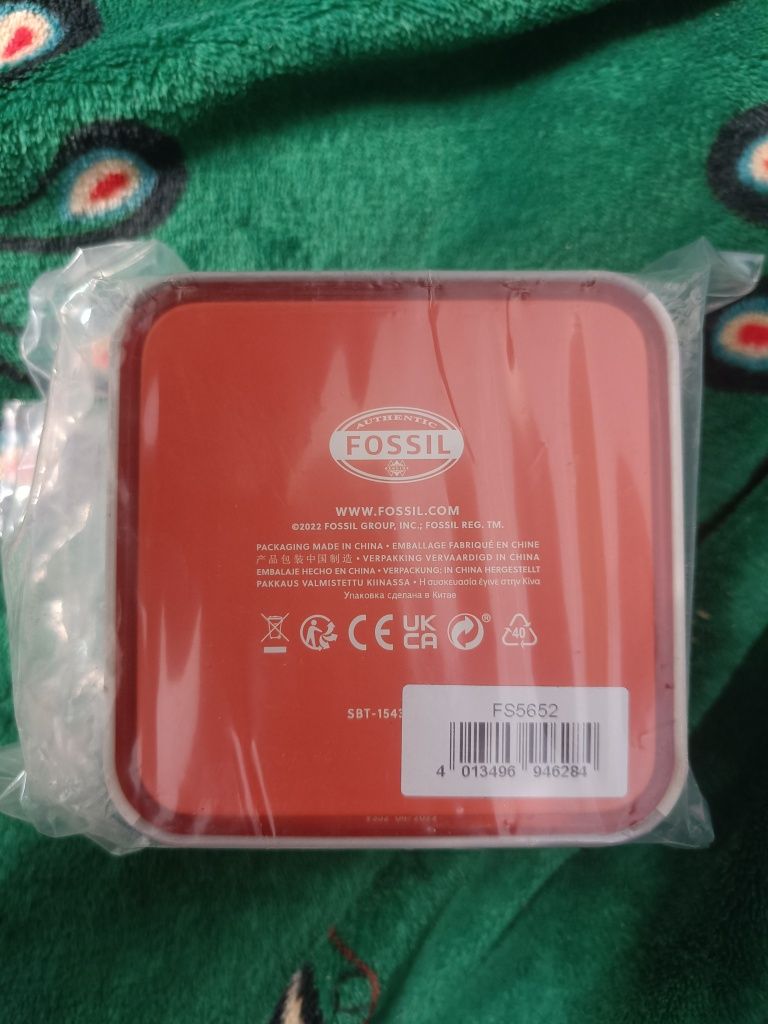 AUTHENTIC
FOSSIL
WWW.FOSSIL.COM
©2022 FOSSIL GROUP, INC.; FOSSIL REG. TM.
PACKAGING MADE IN CHINA • EMBALLAGE FABRIQUÉ EN CHINE
产品包装中国制造 • VERPAKKING VERVAARDIGD IN CHINA
EMBALAJE HECHO EN CHINA • VERPACKUNG: IN CHINA HERGESTELLT
PAKKAUS VALMISTETTU KIINASSA • Η συσκευασία έγινε στην Κίνα
Упаковка сделана в Китае
CE UK CA ® 40
SBT-1543
FS5652
4 013496 946284